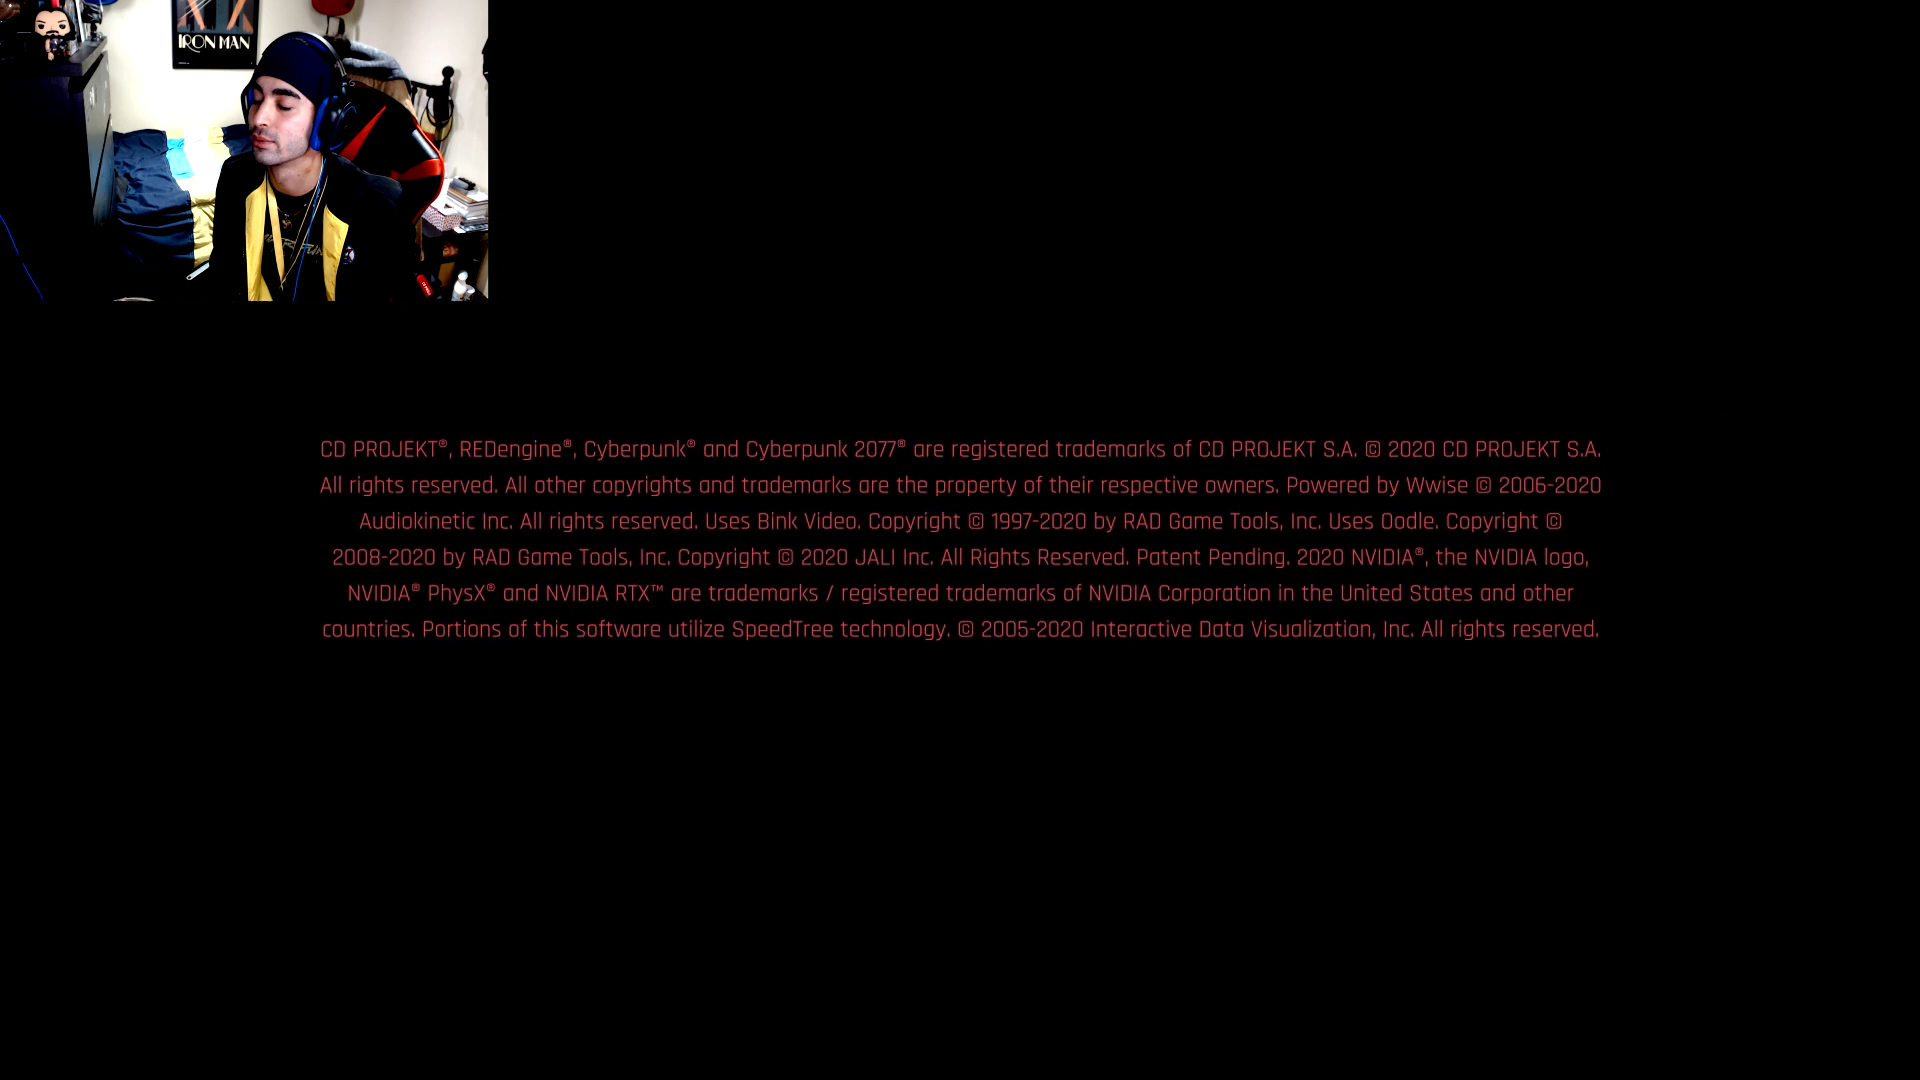 IRON MAN
CD PROJEKT®, REDengine®, Cyberpunk® and Cyberpunk 2077® are registered trademarks of CD PROJEKT S.A. © 2020 CD PROJEKT S.A.
All rights reserved. All other copyrights and trademarks are the property of their respective owners. Powered by Wwise © 2006-2020
Audiokinetic Inc. All rights reserved. Uses Bink Video. Copyright © 1997-2020 by RAD Game Tools, Inc. Uses Oodle. Copyright ©
2008-2020 by RAD Game Tools, Inc. Copyright © 2020 JALI Inc. All Rights Reserved. Patent Pending. 2020 NVIDIA®, the NVIDIA logo,
NVIDIA® PhysX® and NVIDIA RTX™ are trademarks / registered trademarks of NVIDIA Corporation in the United States and other
countries. Portions of this software utilize SpeedTree technology. © 2005-2020 Interactive Data Visualization, Inc. All rights reserved.